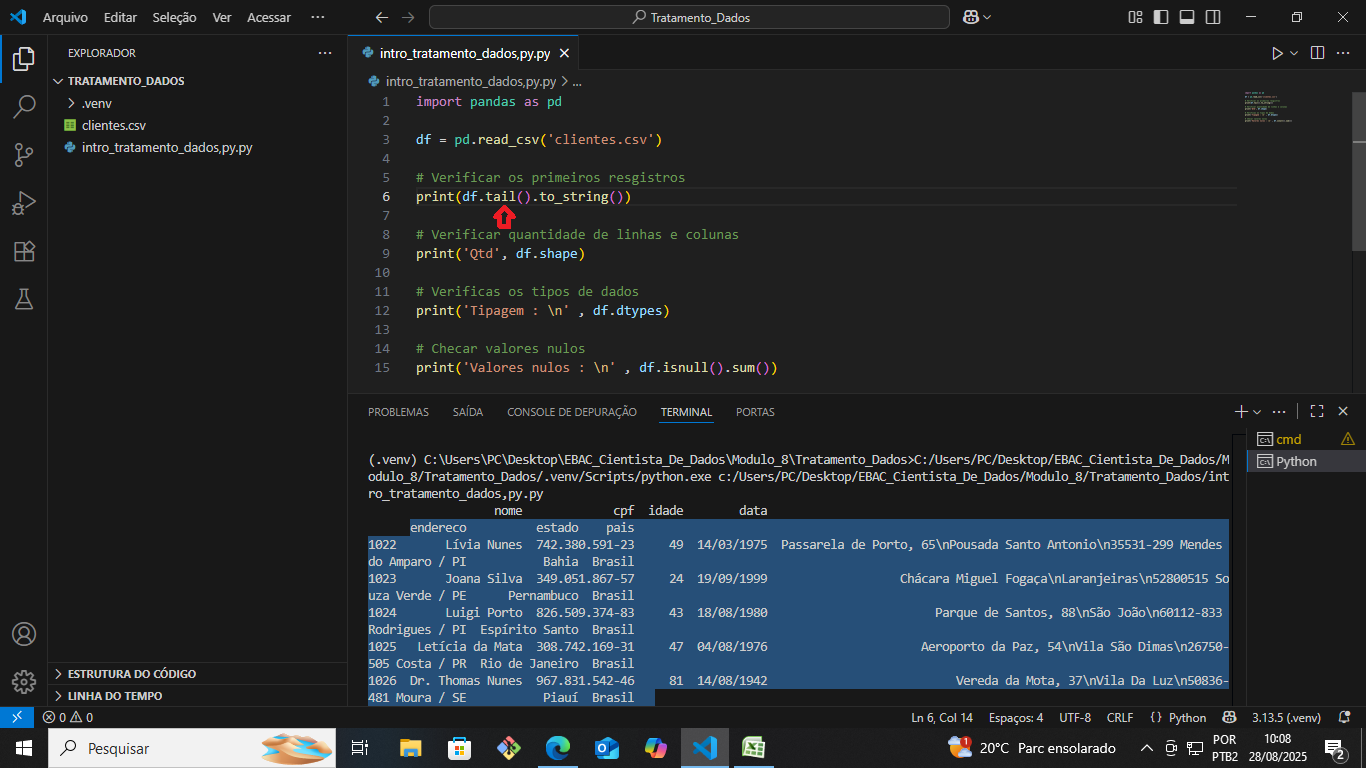 Arquivo Editar Seleção Ver Acessar ··· Tratamento_Dados
EXPLORADOR ···
TRATAMENTO_DADOS
.venv
clientes.csv
intro_tratamento_dados,py.py
ESTRUTURA DO CÓDIGO
LINHA DO TEMPO
intro_tratamento_dados,py.py
intro_tratamento_dados,py.py > ...
1 import pandas as pd
2
3 df = pd.read_csv('clientes.csv')
4
5 # Verificar os primeiros resgistros
6 print(df.tail().to_string())
7
8 # Verificar quantidade de linhas e colunas
9 print('Qtd', df.shape)
10
11 # Verificas os tipos de dados
12 print('Tipagem : \n' , df.dtypes)
13
14 # Checar valores nulos
15 print('Valores nulos : \n' , df.isnull().sum())
PROBLEMAS SAÍDA CONSOLE DE DEPURAÇÃO TERMINAL PORTAS
cmd
Python
(.venv) C:\Users\PC\Desktop\EBAC_Cientista_De_Dados\Modulo_8\Tratamento_Dados>C:/Users/PC/Desktop/EBAC_Cientista_De_Dados/M
odulo_8/Tratamento_Dados/.venv/Scripts/python.exe c:/Users/PC/Desktop/EBAC_Cientista_De_Dados/Modulo_8/Tratamento_Dados/int
ro_tratamento_dados,py.py
nome cpf idade data
endereco estado pais
1022 Lívia Nunes 742.380.591-23 49 14/03/1975 Passarela de Porto, 65\nPousada Santo Antonio\n35531-299 Mendes
do Amparo / PI Bahia Brasil
1023 Joana Silva 349.051.867-57 24 19/09/1999 Chácara Miguel Fogaça\nLaranjeiras\n52800515 So
uza Verde / PE Pernambuco Brasil
1024 Luigi Porto 826.509.374-83 43 18/08/1980 Parque de Santos, 88\nSão João\n60112-833
Rodrigues / PI Espírito Santo Brasil
1025 Letícia da Mata 308.742.169-31 47 04/08/1976 Aeroporto da Paz, 54\nVila São Dimas\n26750-
505 Costa / PR Rio de Janeiro Brasil
1026 Dr. Thomas Nunes 967.831.542-46 81 14/08/1942 Vereda da Mota, 37\nVila Da Luz\n50836-
481 Moura / SE Piauí Brasil
0 0 Ln 6, Col 14 Espaços: 4 UTF-8 CRLF {} Python 3.13.5 (.venv)
Pesquisar 1 20°C Parc ensolarado POR 10:08
PTB2 28/08/2025 2